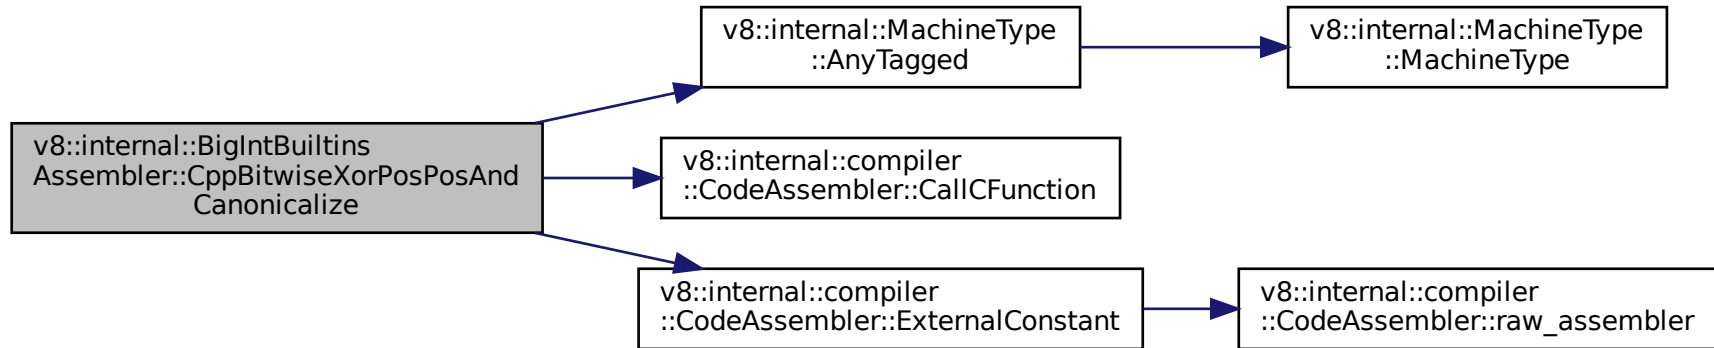 v8::internal::BigIntBuiltins
Assembler::CppBitwiseXorPosPosAnd
Canonicalize
v8::internal::MachineType
::AnyTagged
v8::internal::MachineType
::MachineType
v8::internal::compiler
::CodeAssembler::CallCFunction
v8::internal::compiler
::CodeAssembler::ExternalConstant
v8::internal::compiler
::CodeAssembler::raw_assembler